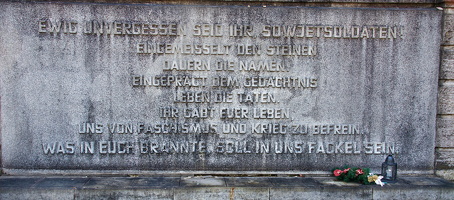 EWIG UNVERGESSEN SEID IHR, SOWJETSOLDATEN!
EINGEMEISSELT DEN STEINEN
DAUERN DIE NAMEN.
EINGEPRÄGT DEM GEDÄCHTNIS
LEBEN DIE TATEN.
IHR GABT EUER LEBEN,
UNS VON FASCHISMUS UND KRIEG ZU BEFREIN.
WAS IN EUCH BRANNTE, SOLL IN UNS FACKEL SEIN.